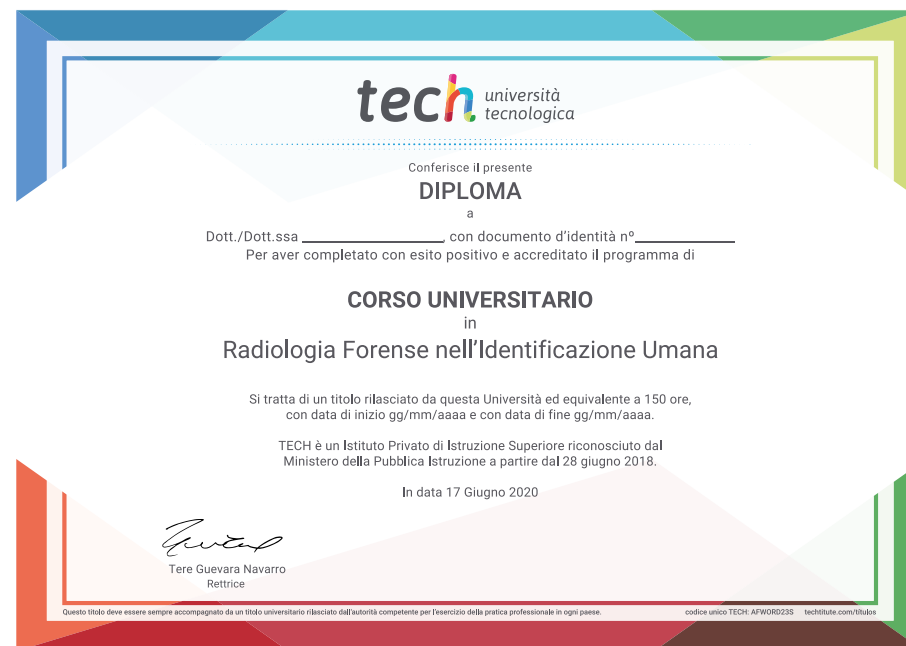 tech università
tecnologica
Conferisce il presente
DIPLOMA
a
Dott./Dott.ssa ____________________, con documento d'identità nº______________
Per aver completato con esito positivo e accreditato il programma di
CORSO UNIVERSITARIO
in
Radiologia Forense nell'Identificazione Umana
Si tratta di un titolo rilasciato da questa Università ed equivalente a 150 ore,
con data di inizio gg/mm/aaaa e con data di fine gg/mm/aaaa.
TECH è un Istituto Privato di Istruzione Superiore riconosciuto dal
Ministero della Pubblica Istruzione a partire dal 28 giugno 2018.
In data 17 Giugno 2020
Tere Guevara Navarro
Rettrice
Questo titolo deve essere sempre accompagnato da un titolo universitario rilasciato dall'autorità competente per l'esercizio della pratica professionale in ogni paese. codice unico TECH: AFWORD23S techtitute.com/títulos